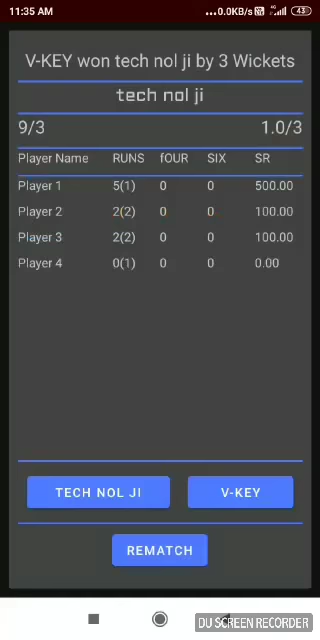 11:35 AM ...0.0KB/s 4G 43
V-KEY won tech nol ji by 3 Wickets
tech nol ji
9/3 1.0/3
Player Name RUNS fOUR SIX SR
Player 1 5(1) 0 0 500.00
Player 2 2(2) 0 0 100.00
Player 3 2(2) 0 0 100.00
Player 4 0(1) 0 0 0.00
TECH NOL JI V-KEY
REMATCH
DU SCREEN RECORDER